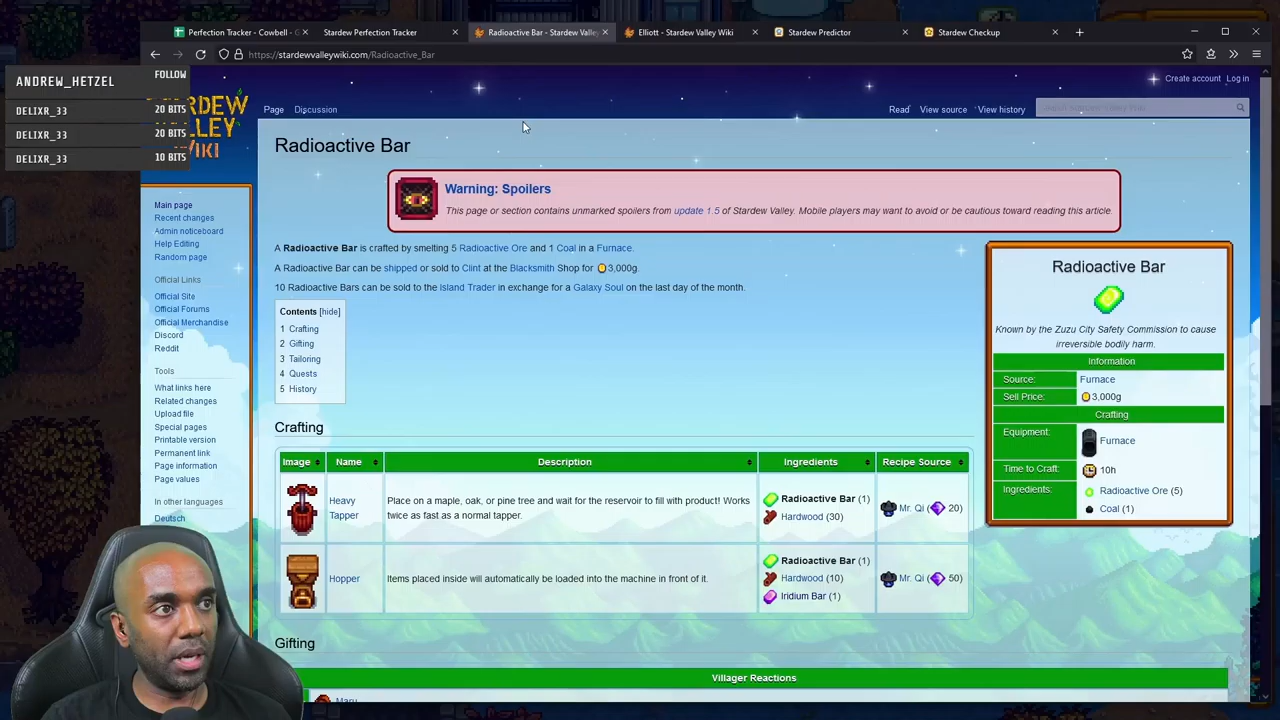 Perfection Tracker - Cowbell -
Stardew Perfection Tracker
Radioactive Bar - Stardew Valley
Elliott - Stardew Valley Wiki
Stardew Predictor
Stardew Checkup
https://stardewvalleywiki.com/Radioactive_Bar
ANDREW_HETZEL FOLLOW
DELIXR_33 20 BITS
DELIXR_33 20 BITS
DELIXR_33 10 BITS
STARDEW
VALLEY
WIKI
Create account Log in
Page Discussion
Read View source View history
Radioactive Bar
Warning: Spoilers
This page or section contains unmarked spoilers from update 1.5 of Stardew Valley. Mobile players may want to avoid or be cautious toward reading this article.
Main page
Recent changes
Admin noticeboard
Help Editing
Random page
Official Links
Official Site
Official Forums
Official Merchandise
Discord
Reddit
Tools
What links here
Related changes
Upload file
Special pages
Printable version
Permanent link
Page information
Page values
In other languages
Deutsch
A Radioactive Bar is crafted by smelting 5 Radioactive Ore and 1 Coal in a Furnace.
A Radioactive Bar can be shipped or sold to Clint at the Blacksmith Shop for 3,000g.
10 Radioactive Bars can be sold to the Island Trader in exchange for a Galaxy Soul on the last day of the month.
Contents [hide]
1 Crafting
2 Gifting
3 Tailoring
4 Quests
5 History
Crafting
Image Name Description Ingredients Recipe Source
Heavy Tapper
Place on a maple, oak, or pine tree and wait for the reservoir to fill with product! Works
twice as fast as a normal tapper.
Radioactive Bar (1)
Hardwood (30)
Mr. Qi ( 20)
Hopper
Items placed inside will automatically be loaded into the machine in front of it.
Radioactive Bar (1)
Hardwood (10)
Iridium Bar (1)
Mr. Qi ( 50)
Gifting
Villager Reactions
Maru
Radioactive Bar
Known by the Zuzu City Safety Commission to cause
irreversible bodily harm.
Information
Source: Furnace
Sell Price: 3,000g
Crafting
Equipment: Furnace
Time to Craft: 10h
Ingredients: Radioactive Ore (5)
Coal (1)